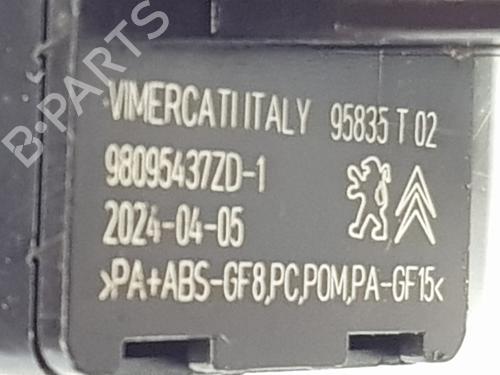 B-PARTS
VIMERCATI ITALY 95835 T 02
98095437ZD-1
2024-04-05
>PA+ABS-GF8,PC,POM,PA-GF15<